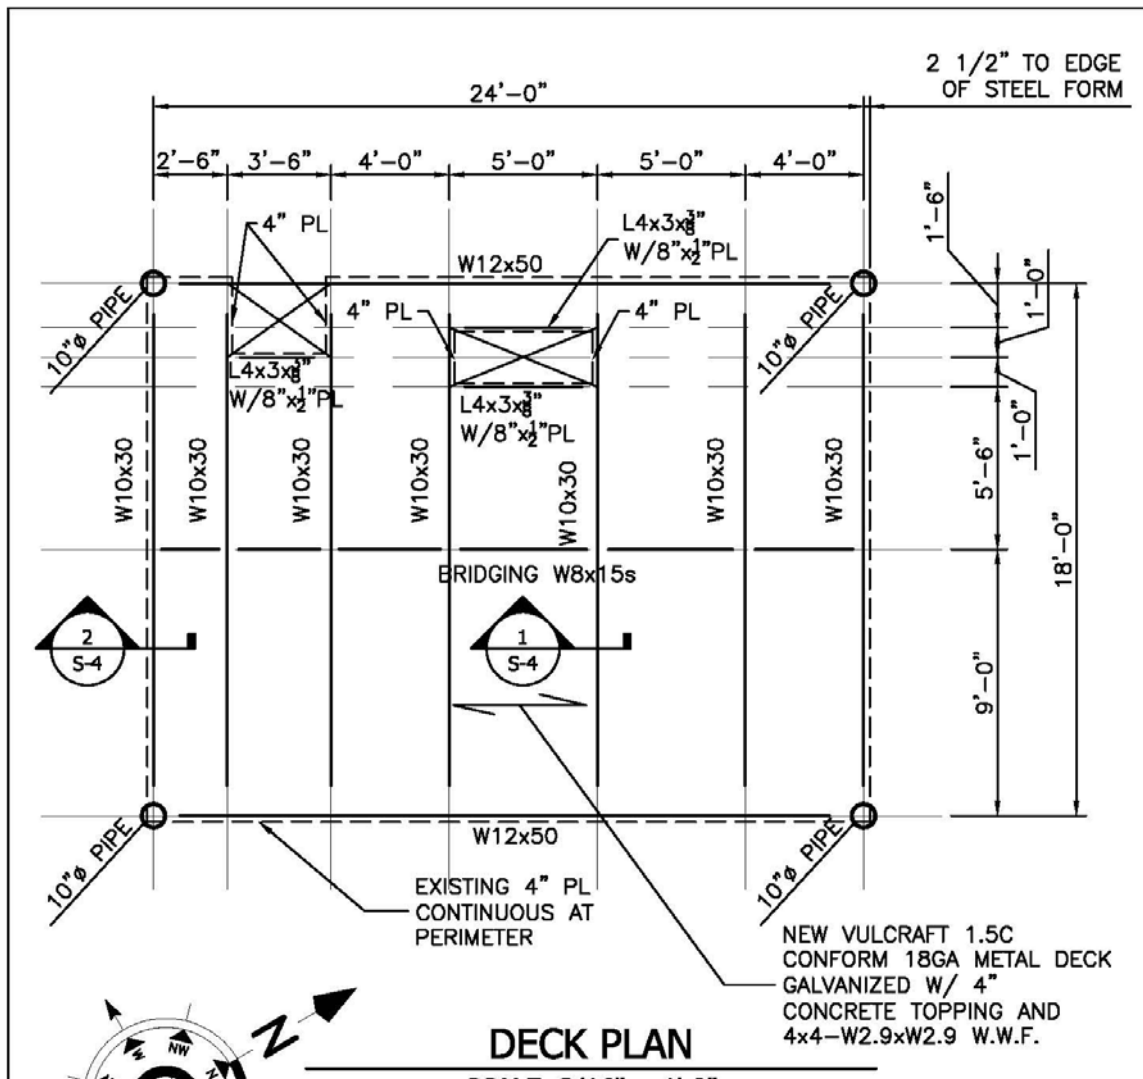 2 1/2" TO EDGE
OF STEEL FORM
24'-0"
2'-6"
3'-6"
4'-0"
5'-0"
5'-0"
4'-0"
1'-6"
4" PL
L4x3x3/8"
W/8"x1/2"PL
W12x50
1'-0"
10"ø PIPE
4" PL
4" PL
10"ø PIPE
L4x3x3/8"
W/8"x1/2"PL
L4x3x3/8"
W/8"x1/2"PL
1'-0"
W10x30
W10x30
W10x30
W10x30
W10x30
W10x30
W10x30
5'-6"
18'-0"
BRIDGING W8x15s
2
S-4
1
S-4
9'-0"
W12x50
10"ø PIPE
10"ø PIPE
EXISTING 4" PL
CONTINUOUS AT
PERIMETER
NEW VULCRAFT 1.5C
CONFORM 18GA METAL DECK
GALVANIZED W/ 4"
CONCRETE TOPPING AND
4x4-W2.9xW2.9 W.W.F.
N
NW
DECK PLAN